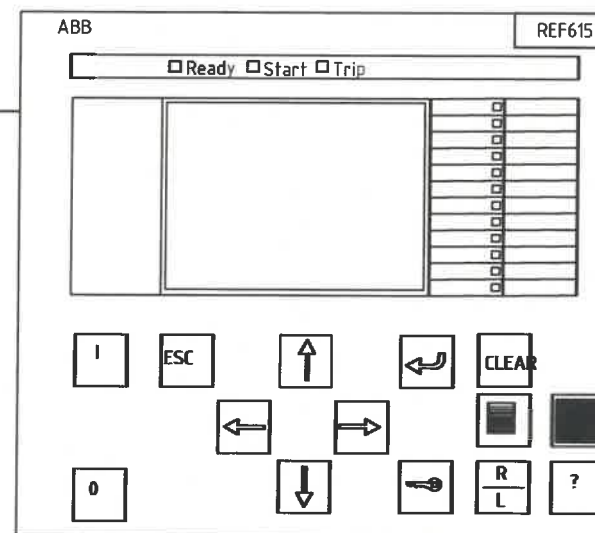 ABB REF615
Ready Start Trip
I ESC CLEAR
0 R ?
L